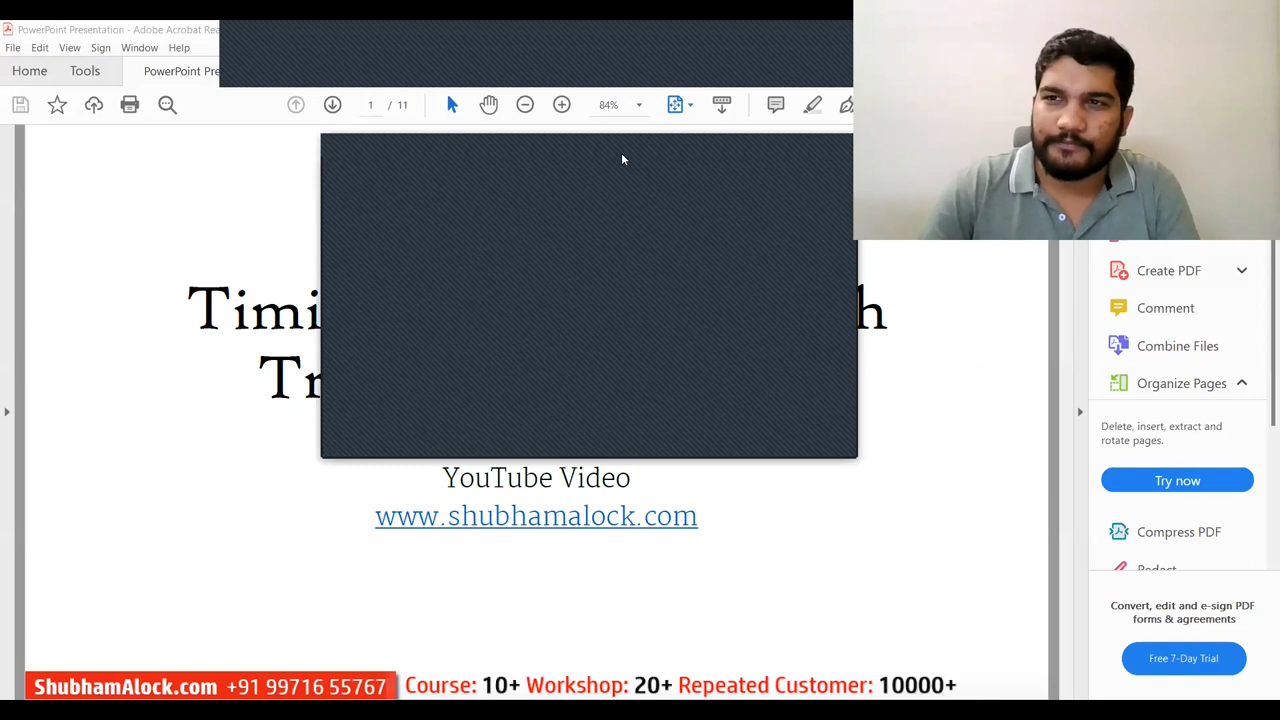 PowerPoint Presentation - Adobe Acrobat Rea
File Edit View Sign Window Help
Home Tools PowerPoint Pre
1 / 11 84%
Create PDF
Comment
Combine Files
Organize Pages
Delete, insert, extract and
rotate pages.
Try now
Compress PDF
Redact
Convert, edit and e-sign PDF
forms & agreements
Free 7-Day Trial
YouTube Video
www.shubhamalock.com
ShubhamAlock.com +91 99716 55767 Course: 10+ Workshop: 20+ Repeated Customer: 10000+